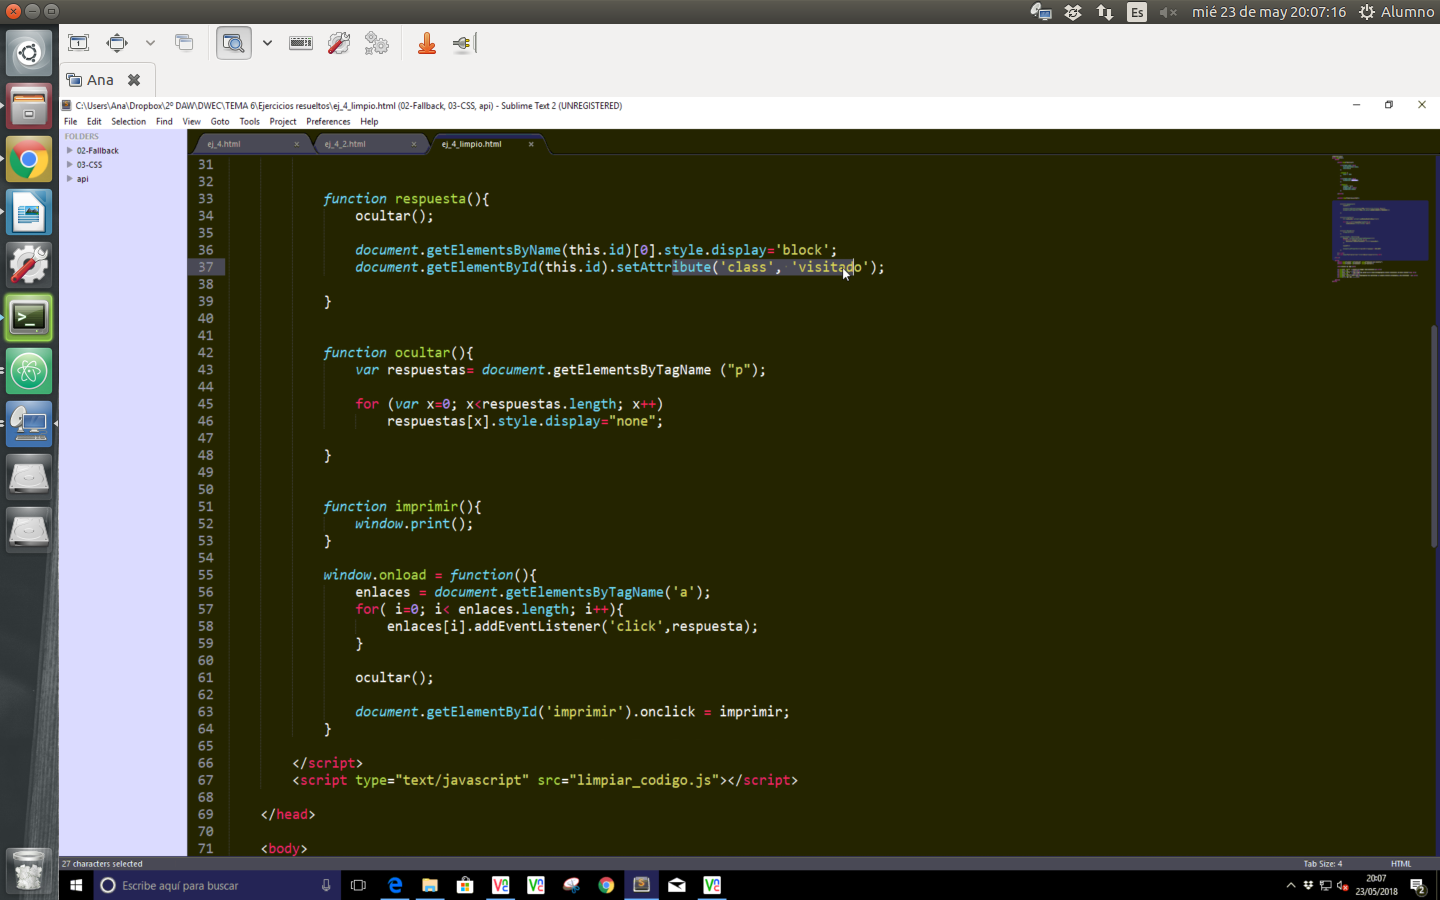 Es
mié 23 de may 20:07:16
Alumno
Ana
C:\Users\Ana\Dropbox\2º DAW\DWEC\TEMA 6\Ejercicios resueltos\ej_4_limpio.html (02-Fallback, 03-CSS, api) - Sublime Text 2 (UNREGISTERED)
File Edit Selection Find View Goto Tools Project Preferences Help
FOLDERS
02-Fallback
03-CSS
api
ej_4.html
ej_4_2.html
ej_4_limpio.html
31
32
33 function respuesta(){
34 ocultar();
35
36 document.getElementsByName(this.id)[0].style.display='block';
37 document.getElementById(this.id).setAttribute('class', 'visitado');
38
39 }
40
41
42 function ocultar(){
43 var respuestas= document.getElementsByTagName ("p");
44
45 for (var x=0; x<respuestas.length; x++)
46 respuestas[x].style.display="none";
47
48 }
49
50
51 function imprimir(){
52 window.print();
53 }
54
55 window.onload = function(){
56 enlaces = document.getElementsByTagName('a');
57 for( i=0; i< enlaces.length; i++){
58 enlaces[i].addEventListener('click',respuesta);
59 }
60
61 ocultar();
62
63 document.getElementById('imprimir').onclick = imprimir;
64 }
65
66 </script>
67 <script type="text/javascript" src="limpiar_codigo.js"></script>
68
69 </head>
70
71 <body>
27 characters selected
Tab Size: 4
HTML
Escribe aquí para buscar
20:07
23/05/2018
2